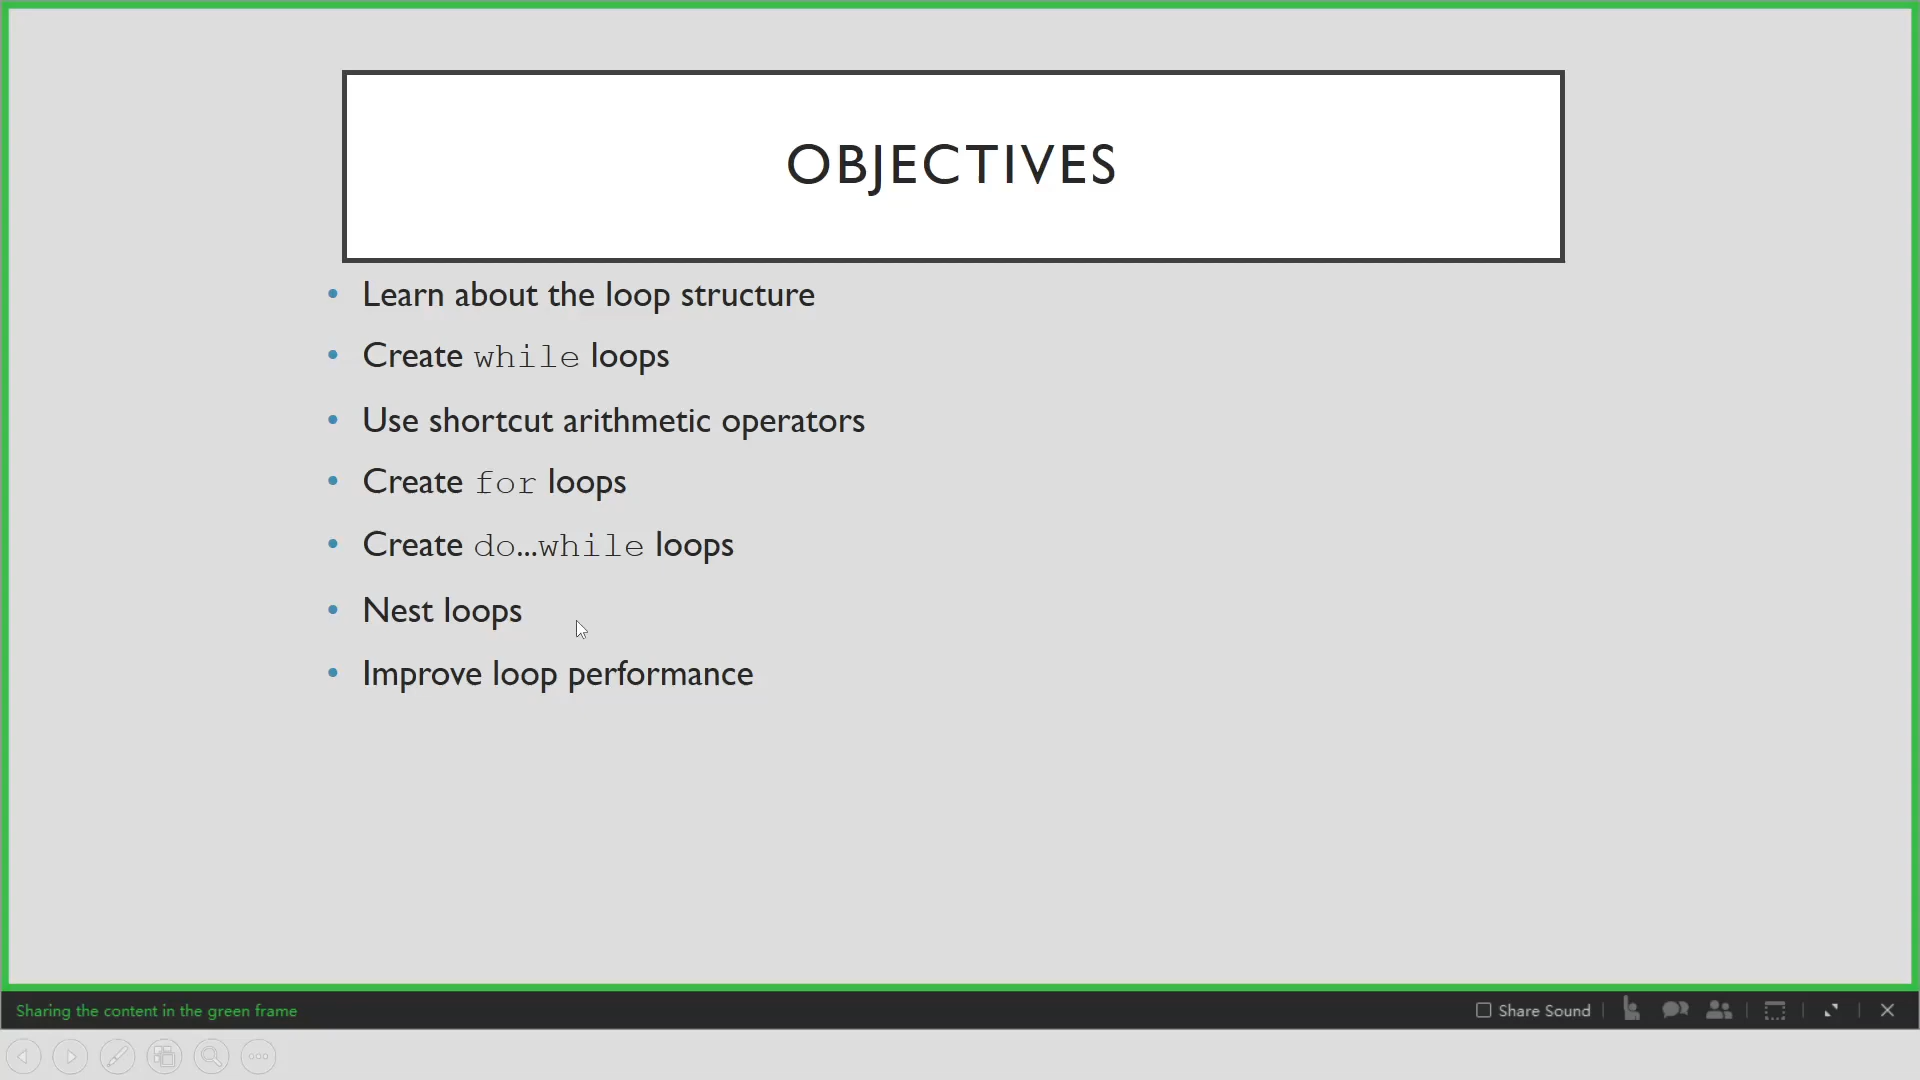 OBJECTIVES
• Learn about the loop structure
• Create while loops
• Use shortcut arithmetic operators
• Create for loops
• Create do...while loops
• Nest loops
• Improve loop performance
Sharing the content in the green frame
Share Sound